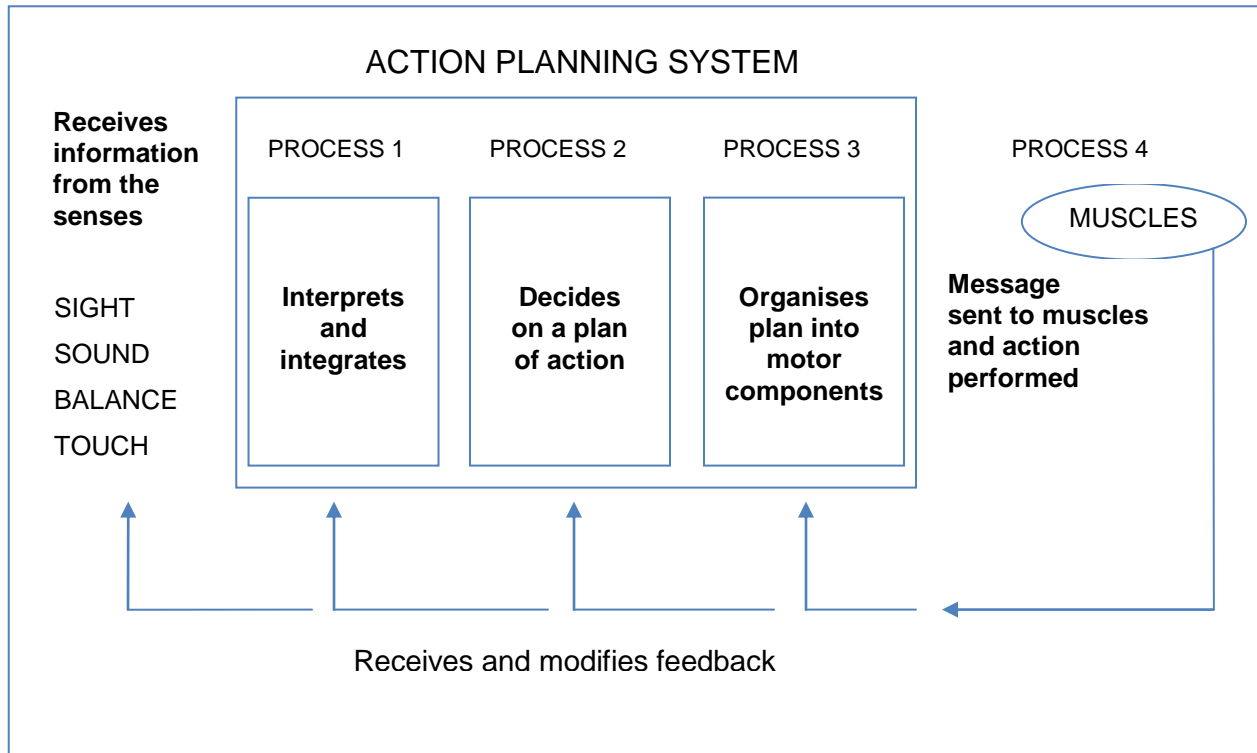 ACTION PLANNING SYSTEM
Receives
information
from the
senses
SIGHT
SOUND
BALANCE
TOUCH
PROCESS 1
Interprets
and
integrates
PROCESS 2
Decides
on a plan
of action
PROCESS 3
Organises
plan into
motor
components
PROCESS 4
MUSCLES
Message
sent to muscles
and action
performed
Receives and modifies feedback